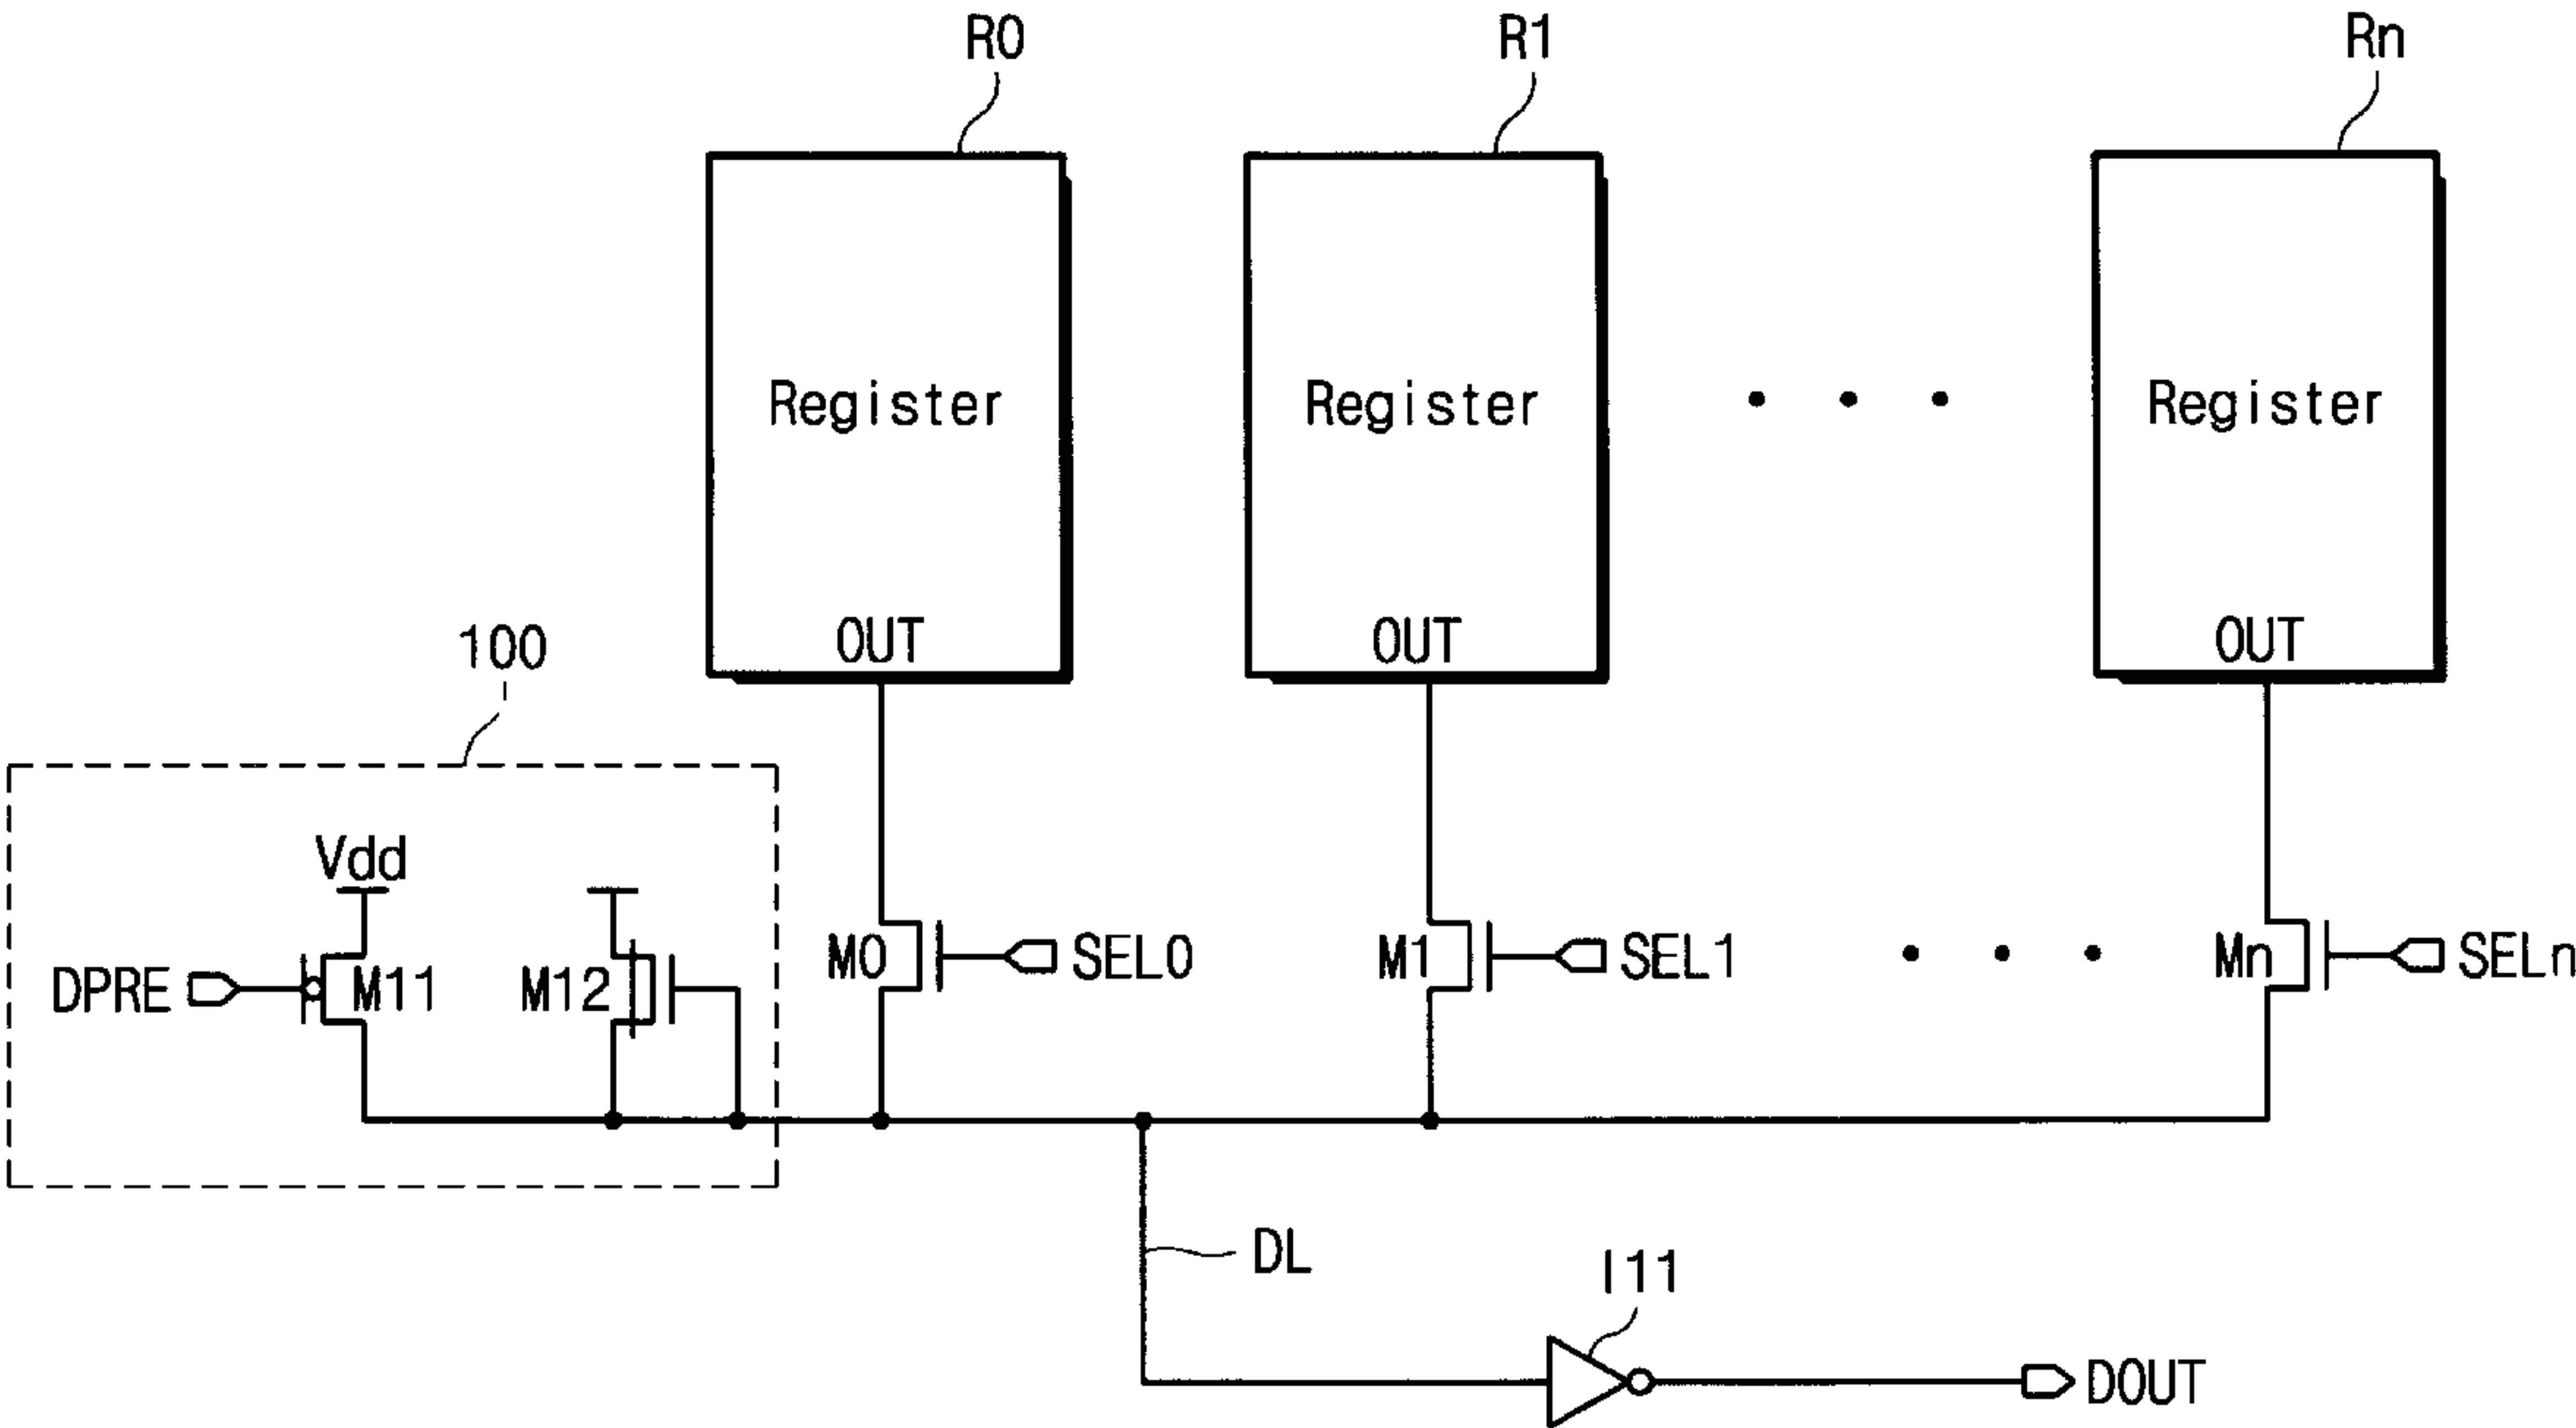 R0 R1 Rn
Register Register Register
OUT OUT OUT
100
Vdd
DPRE M11 M12 M0 SEL0 M1 SEL1 Mn SELn
DL
I11
DOUT